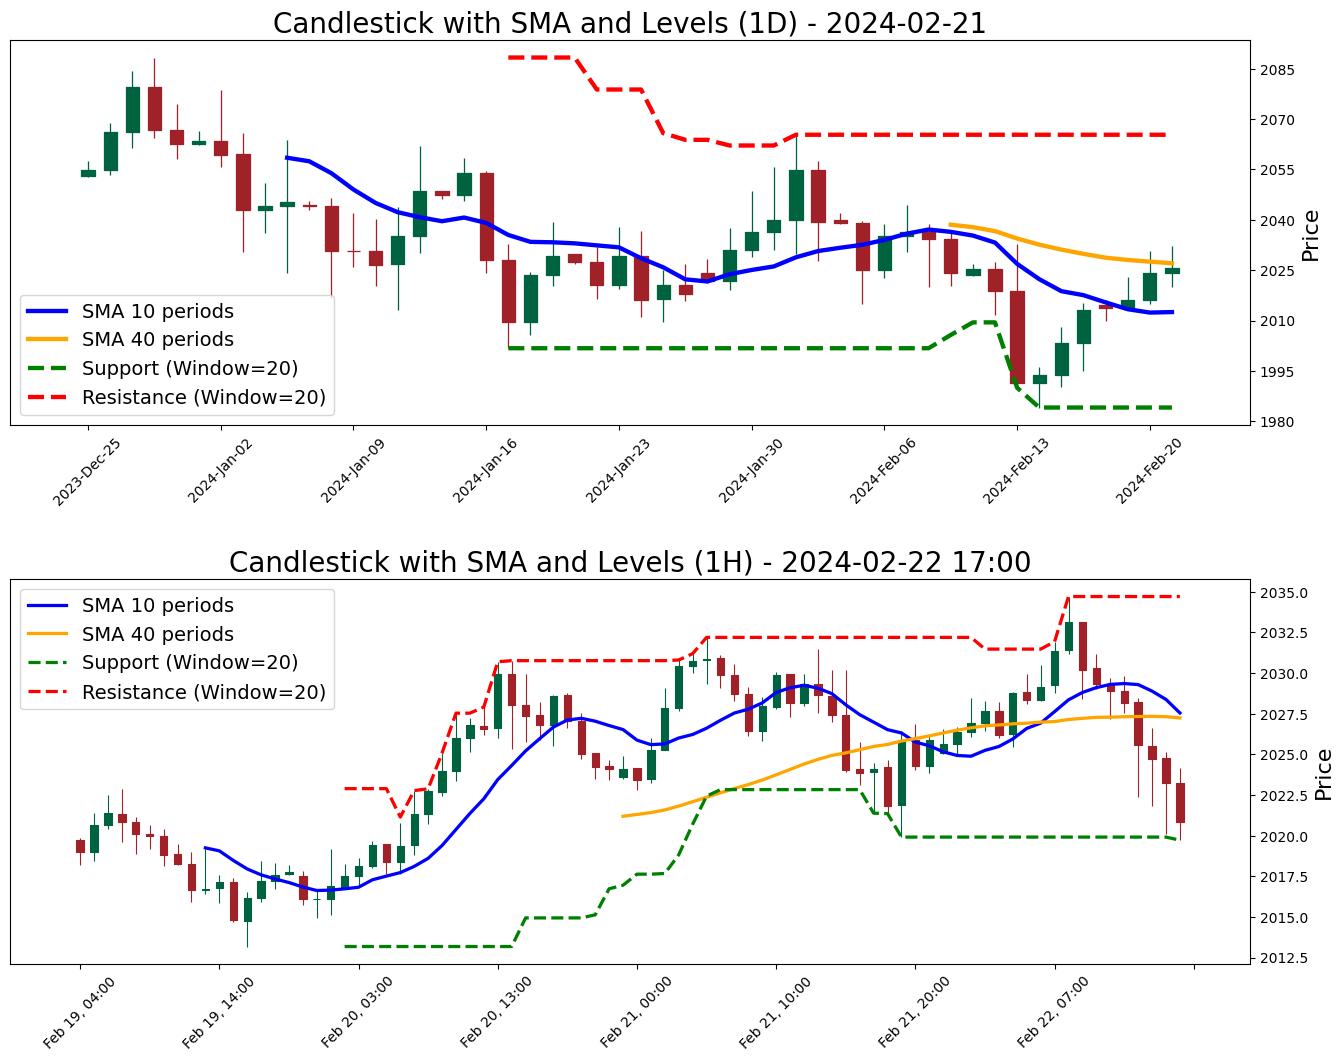 Candlestick with SMA and Levels (1D) - 2024-02-21
2085
2070
2055
2040
2025
2010
1995
1980
Price
SMA 10 periods
SMA 40 periods
Support (Window=20)
Resistance (Window=20)
2023-Dec-25
2024-Jan-02
2024-Jan-09
2024-Jan-16
2024-Jan-23
2024-Jan-30
2024-Feb-06
2024-Feb-13
2024-Feb-20
Candlestick with SMA and Levels (1H) - 2024-02-22 17:00
SMA 10 periods
SMA 40 periods
Support (Window=20)
Resistance (Window=20)
2035.0
2032.5
2030.0
2027.5
2025.0
2022.5
2020.0
2017.5
2015.0
2012.5
Price
Feb 19, 04:00
Feb 19, 14:00
Feb 20, 03:00
Feb 20, 13:00
Feb 21, 00:00
Feb 21, 10:00
Feb 21, 20:00
Feb 22, 07:00